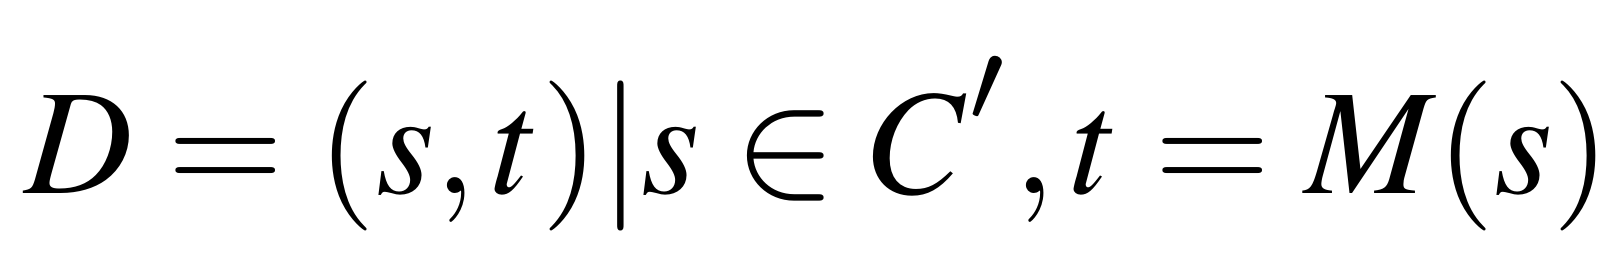 D = (s,t)|s ∈ C′,t = M(s)